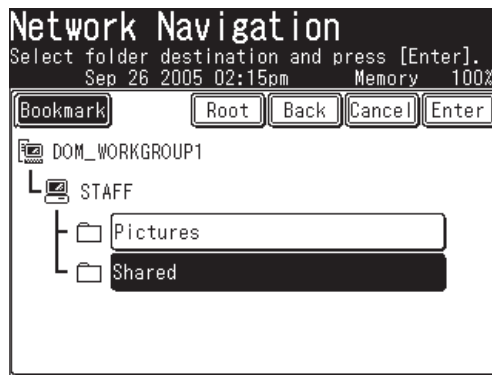 Network Navigation
Select folder destination and press [Enter].
Sep 26 2005 02:15pm Memory 100%
Bookmark Root Back Cancel Enter
DOM_WORKGROUP1
STAFF
Pictures
Shared